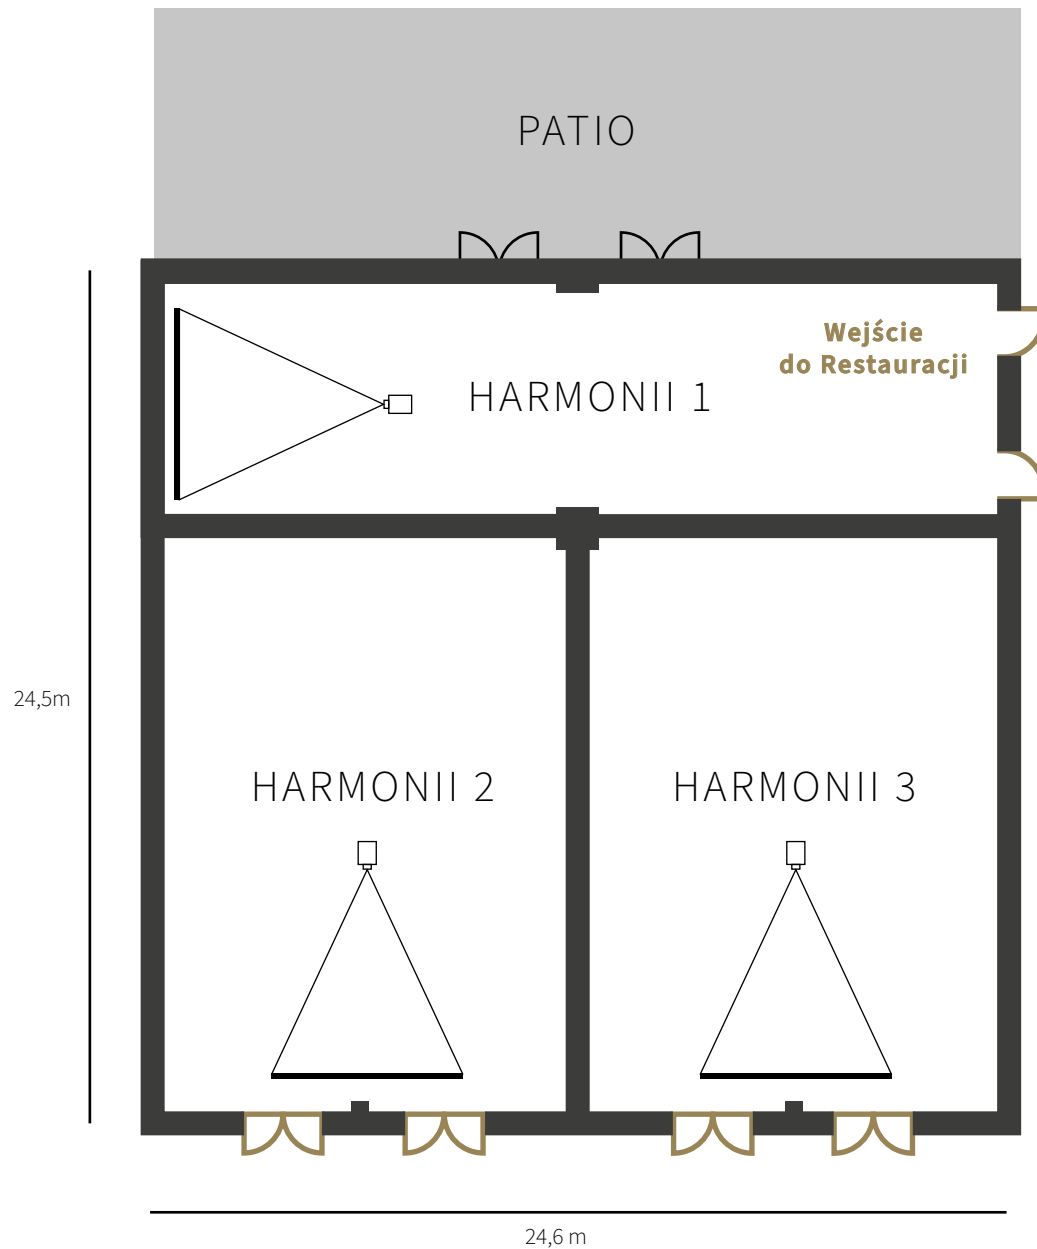 PATIO
Wejście
do Restauracji
HARMONII 1
24,5m
HARMONII 2
HARMONII 3
24,6 m